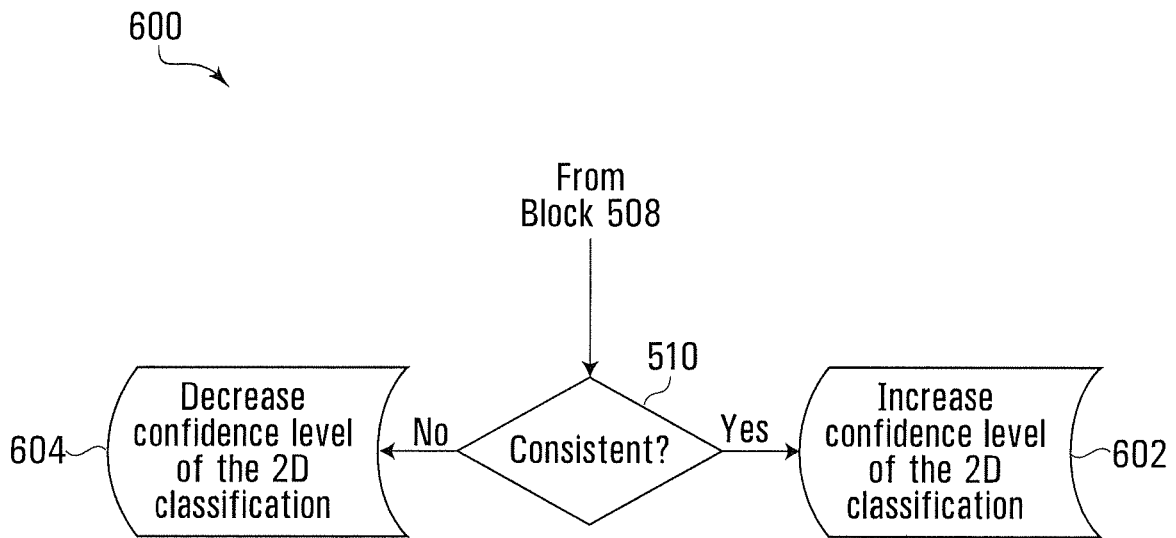 600
From
Block 508
510
Decrease
confidence level
of the 2D
classification
604
No
Consistent?
Yes
Increase
confidence level
of the 2D
classification
602